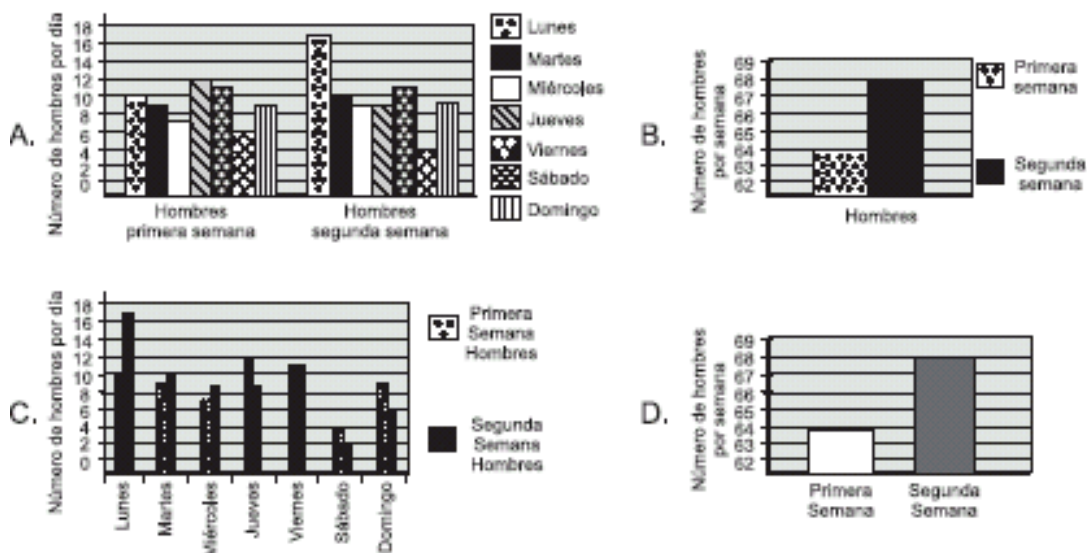 A.
Número de hombres por día
18
16
14
12
10
8
6
4
2
0
Hombres
primera semana
Hombres
segunda semana
Lunes
Martes
Miércoles
Jueves
Viernes
Sábado
Domingo
B.
Número de hombres
por semana
69
68
67
66
65
64
63
62
Hombres
Primera
semana
Segunda
semana
C.
Número de hombres por día
18
16
14
12
10
8
6
4
2
0
Lunes
Martes
Miércoles
Jueves
Viernes
Sábado
Domingo
Primera
Semana
Hombres
Segunda
Semana
Hombres
D.
Número de hombres
por semana
69
68
67
66
65
64
63
62
Primera
Semana
Segunda
Semana